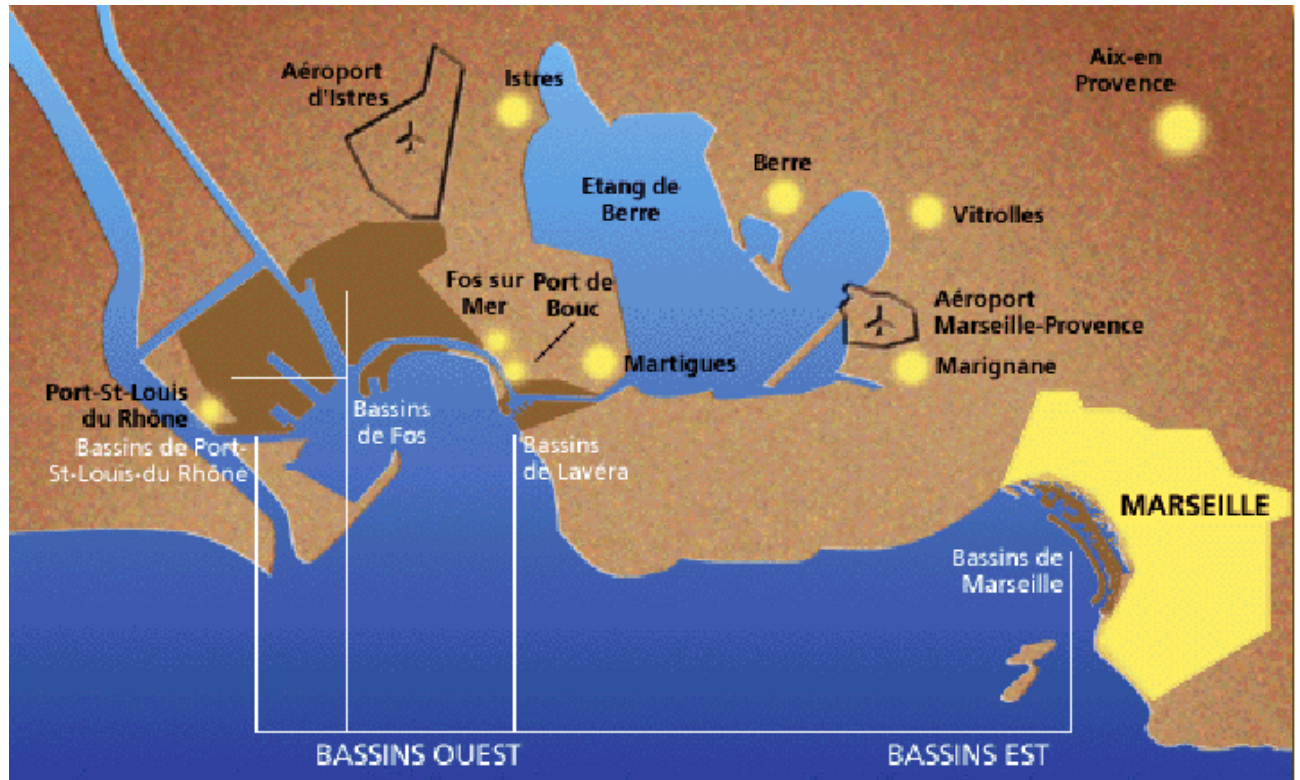 Aéroport
d'Istres
Istres
Aix-en
Provence
Etang de
Berre
Berre
Vitrolles
Fos sur
Mer
Port de
Bouc
Aéroport
Marseille-Provence
Martigues
Marignane
Port-St-Louis
du Rhône
Bassins de Port-
St-Louis-du Rhône
Bassins
de Fos
Bassins
de Lavéra
MARSEILLE
Bassins de
Marseille
BASSINS OUEST
BASSINS EST